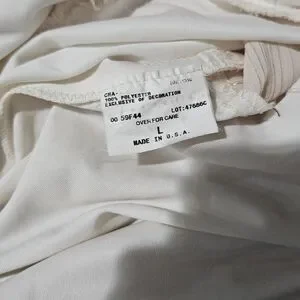 CRA-
100% POLYESTER
EXCLUSIVE OF DECORATION
LOT:47686C
00 59F44
OVER FOR CARE
L
MADE IN U.S.A.